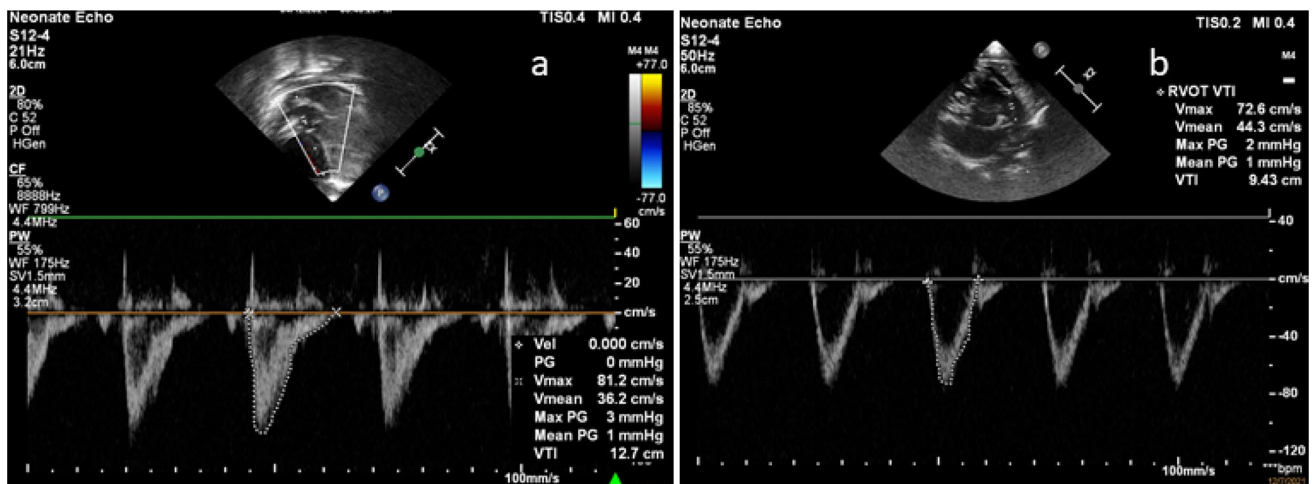 Neonate Echo
TIS0.4 MI 0.4
S12-4
21Hz
6.0cm
2D
80%
C 52
P Off
HGen
CF
65%
8888Hz
WF 799Hz
4.4MHz
PW
55%
WF 175Hz
SV1.5mm
4.4MHz
3.2cm
a
M4 M4
+77.0
-77.0
cm/s
60
40
20
cm/s
Vel 0.000 cm/s
PG 0 mmHg
Vmax 81.2 cm/s
Vmean 36.2 cm/s
Max PG 3 mmHg
Mean PG 1 mmHg
VTI 12.7 cm
100mm/s
Neonate Echo
TIS0.2 MI 0.4
S12-4
50Hz
6.0cm
2D
85%
C 52
P Off
HGen
PW
55%
WF 175Hz
SV1.5mm
4.4MHz
2.5cm
P
P
b
M4
RVOT VTI
Vmax 72.6 cm/s
Vmean 44.3 cm/s
Max PG 2 mmHg
Mean PG 1 mmHg
VTI 9.43 cm
-40
cm/s
-40
-80
-120
bpm
100mm/s